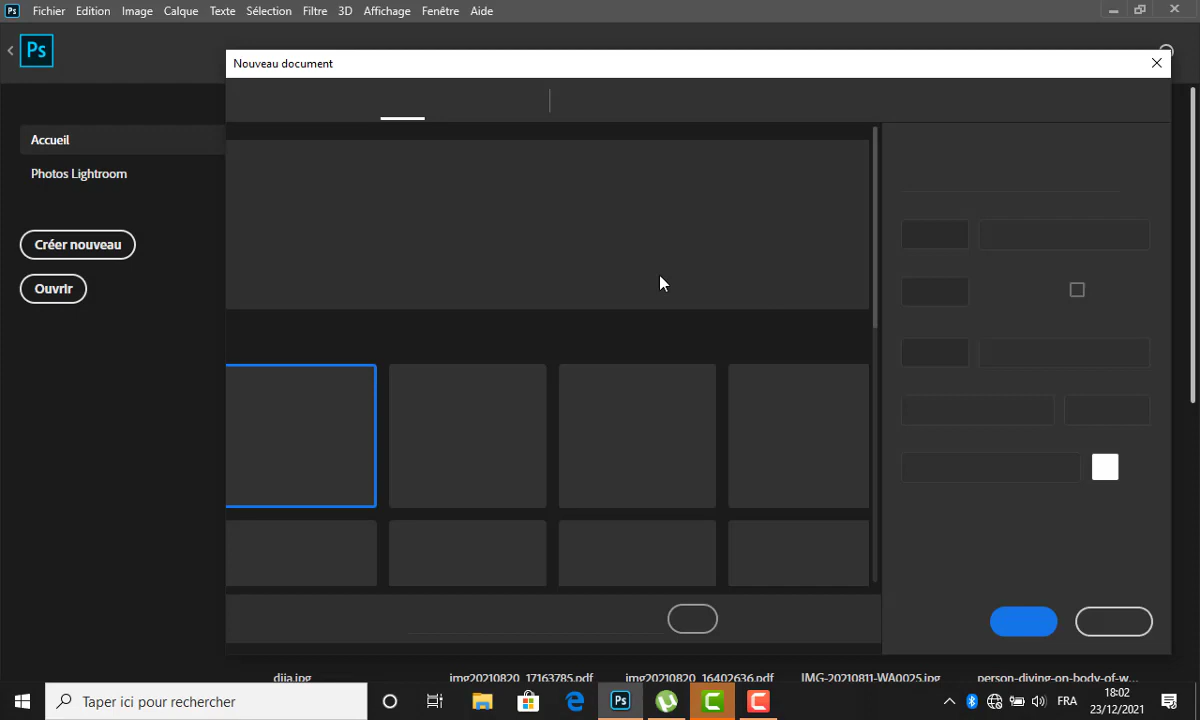 Ps Fichier Edition Image Calque Texte Sélection Filtre 3D Affichage Fenêtre Aide
Ps
Nouveau document
Accueil
Photos Lightroom
Créer nouveau
Ouvrir
diia.jpg img20210820_17163785.pdf img20210820_16402636.pdf IMG-20210811-WA0025.jpg person-diving-on-body-of-w...
Taper ici pour rechercher
Ps
FRA
18:02
23/12/2021